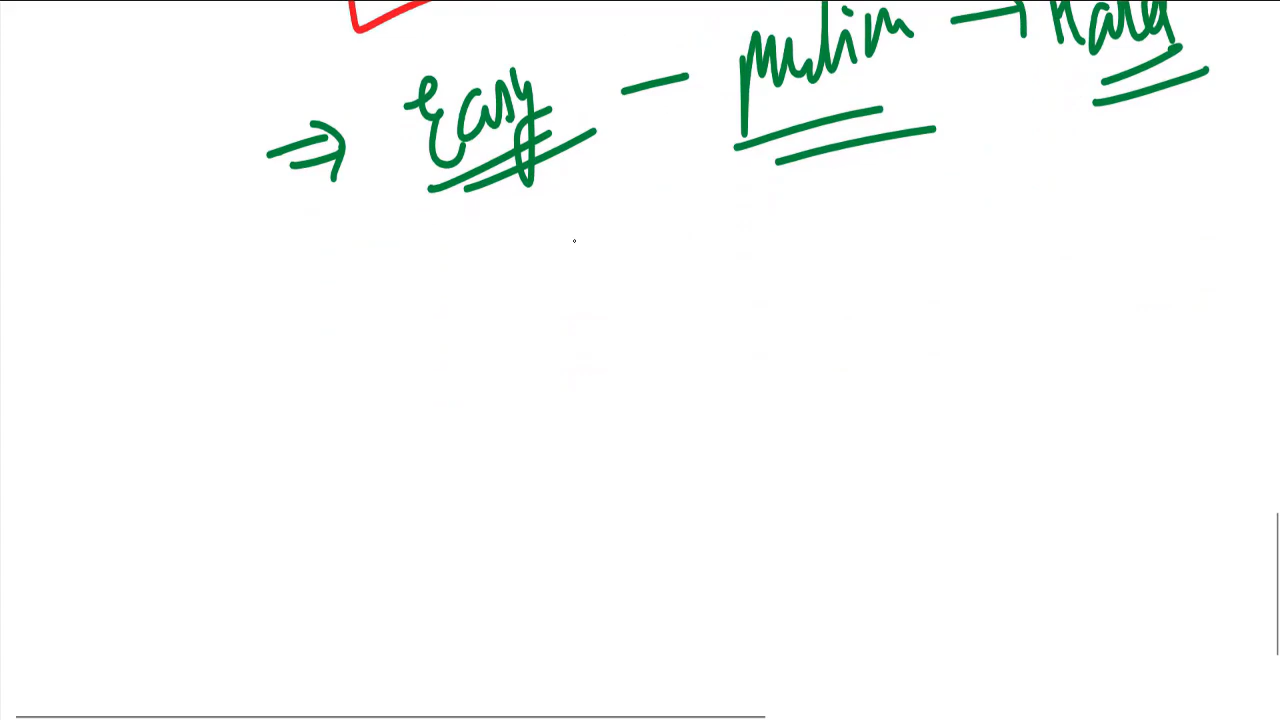 ⇒ Easy — Medium → Hard